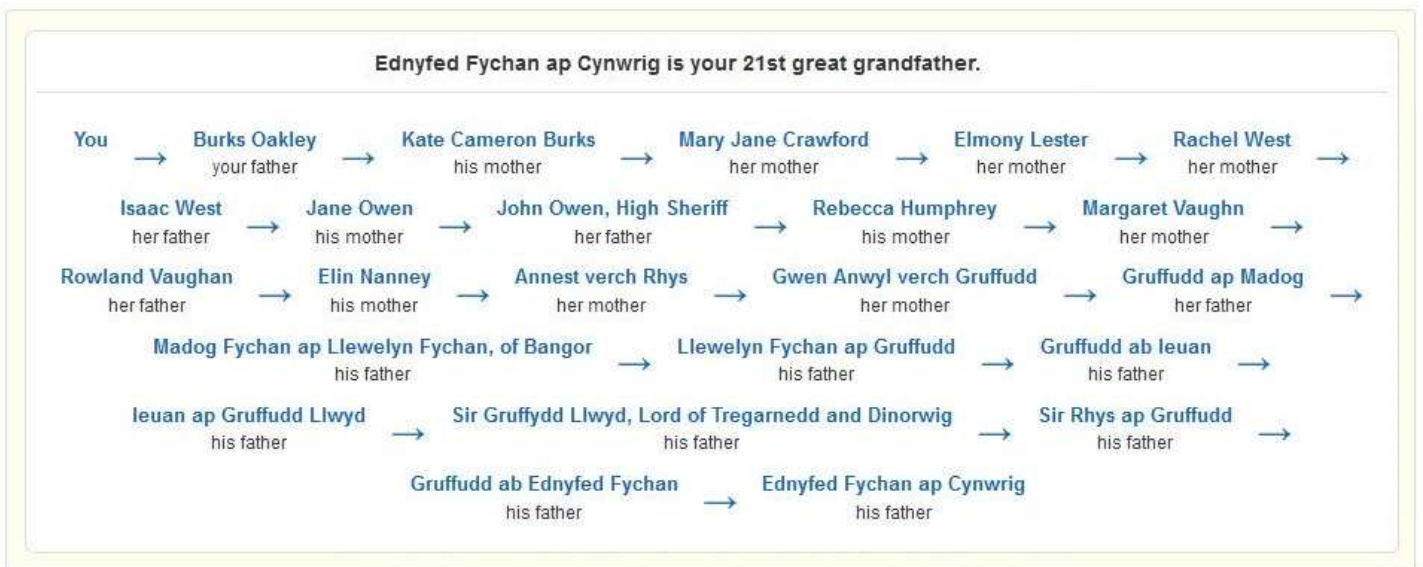 Ednyfed Fychan ap Cynwrig is your 21st great grandfather.
You → Burks Oakley → Kate Cameron Burks → Mary Jane Crawford → Elmony Lester → Rachel West →
your father his mother her mother her mother her mother
Isaac West → Jane Owen → John Owen, High Sheriff → Rebecca Humphrey → Margaret Vaughn →
her father his mother her father his mother her mother
Rowland Vaughan → Elin Nanney → Annest verch Rhys → Gwen Anwyl verch Gruffudd → Gruffudd ap Madog →
her father his mother her mother her mother her father
Madog Fychan ap Llewelyn Fychan, of Bangor → Llewelyn Fychan ap Gruffudd → Gruffudd ab Ieuan →
his father his father his father
Ieuan ap Gruffudd Llwyd → Sir Gruffydd Llwyd, Lord of Tregarnedd and Dinorwig → Sir Rhys ap Gruffudd →
his father his father his father
Gruffudd ab Ednyfed Fychan → Ednyfed Fychan ap Cynwrig
his father his father